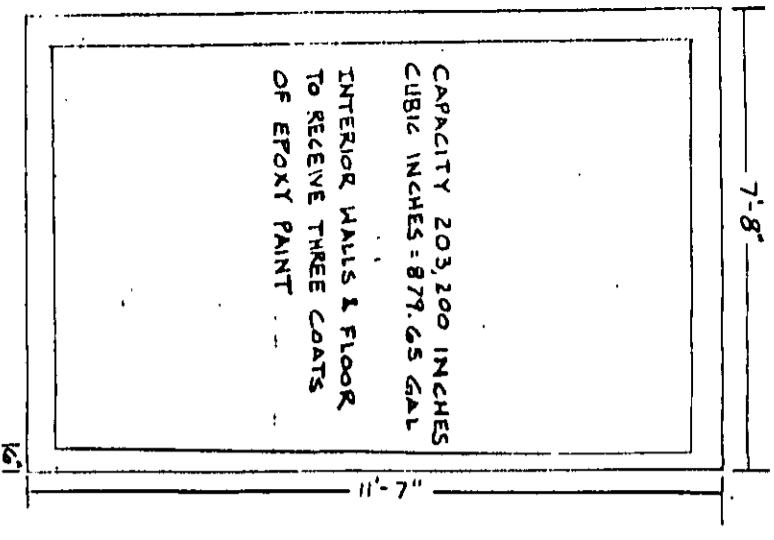 7'-8"
CAPACITY 203,200 INCHES
CUBIC INCHES = 879.65 GAL
INTERIOR WALLS & FLOOR
TO RECEIVE THREE COATS
OF EPOXY PAINT
11'-7"